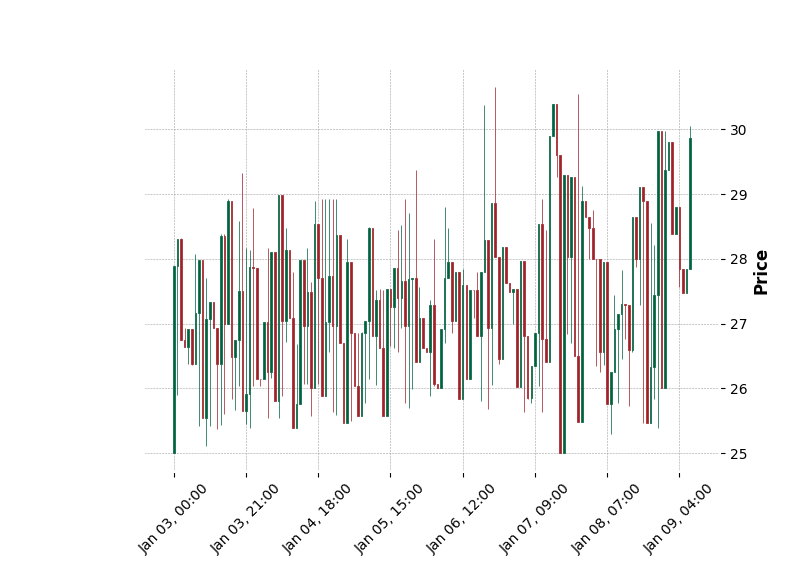 30
29
28
27
26
25
Price
Jan 03, 00:00
Jan 03, 21:00
Jan 04, 18:00
Jan 05, 15:00
Jan 06, 12:00
Jan 07, 09:00
Jan 08, 07:00
Jan 09, 04:00